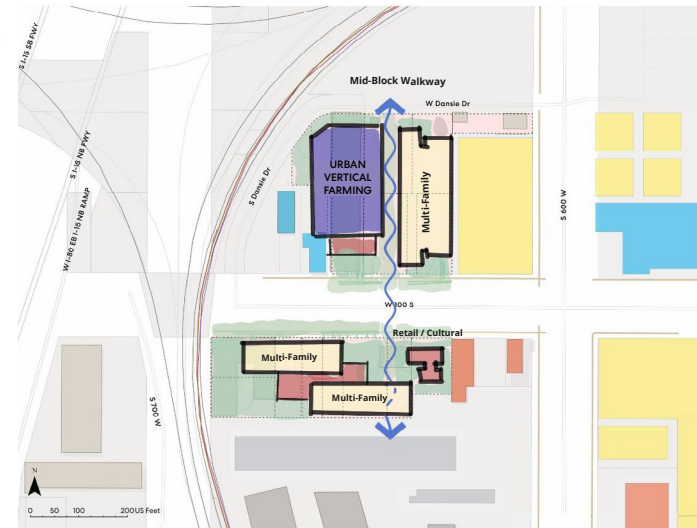 S I-15 SB FWY
Mid-Block Walkway
W Dansie Dr
S I-15 NB FWY
URBAN
VERTICAL
FARMING
Multi-Family
S Dansie Dr
S 600 W
W I-80 EB I-15 NB RAMP
W 100 S
Retail / Cultural
Multi-Family
Multi-Family
S 700 W
N
0 50 100 200 US Feet